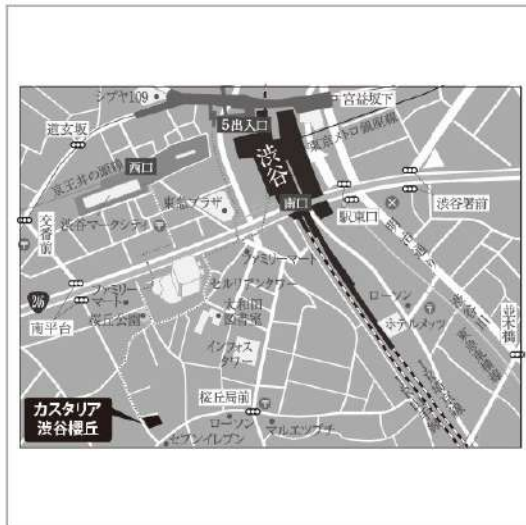 シブヤ109
宮益坂下
5出入口
道玄坂
渋谷
東京メトロ銀座線
京王井の頭線
西口
南口
東急プラザ
駅東口
渋谷署前
交番前
渋谷マークシティ
ファミリーマート
セルリアンタワー
246
ファミリー
マート
南平台
桜丘公園
大和田
図書室
ローソン
ホテルメッツ
渋谷川
並木橋
インフォス
タワー
桜丘局前
カスタリア
渋谷櫻丘
ローソン
マルエツプチ
セブンイレブン